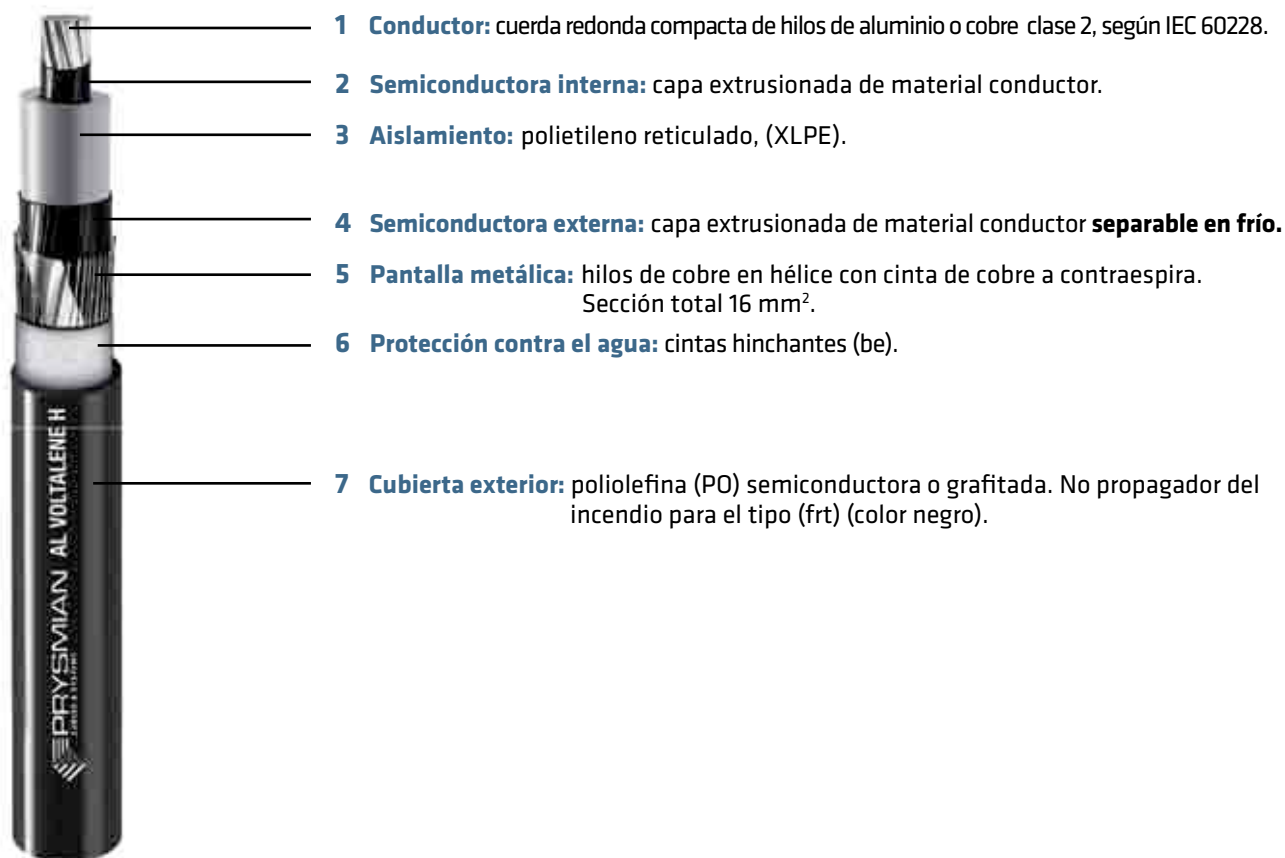 1 Conductor: cuerda redonda compacta de hilos de aluminio o cobre clase 2, según IEC 60228.
2 Semiconductora interna: capa extrusionada de material conductor.
3 Aislamiento: polietileno reticulado, (XLPE).
4 Semiconductora externa: capa extrusionada de material conductor separable en frío.
5 Pantalla metálica: hilos de cobre en hélice con cinta de cobre a contraespira.
Sección total 16 mm².
6 Protección contra el agua: cintas hinchantes (be).
7 Cubierta exterior: poliolefina (PO) semiconductora o grafitada. No propagador del
incendio para el tipo (frt) (color negro).
PRYSMIAN AL VOLTALENE H
CABLES & SYSTEMS